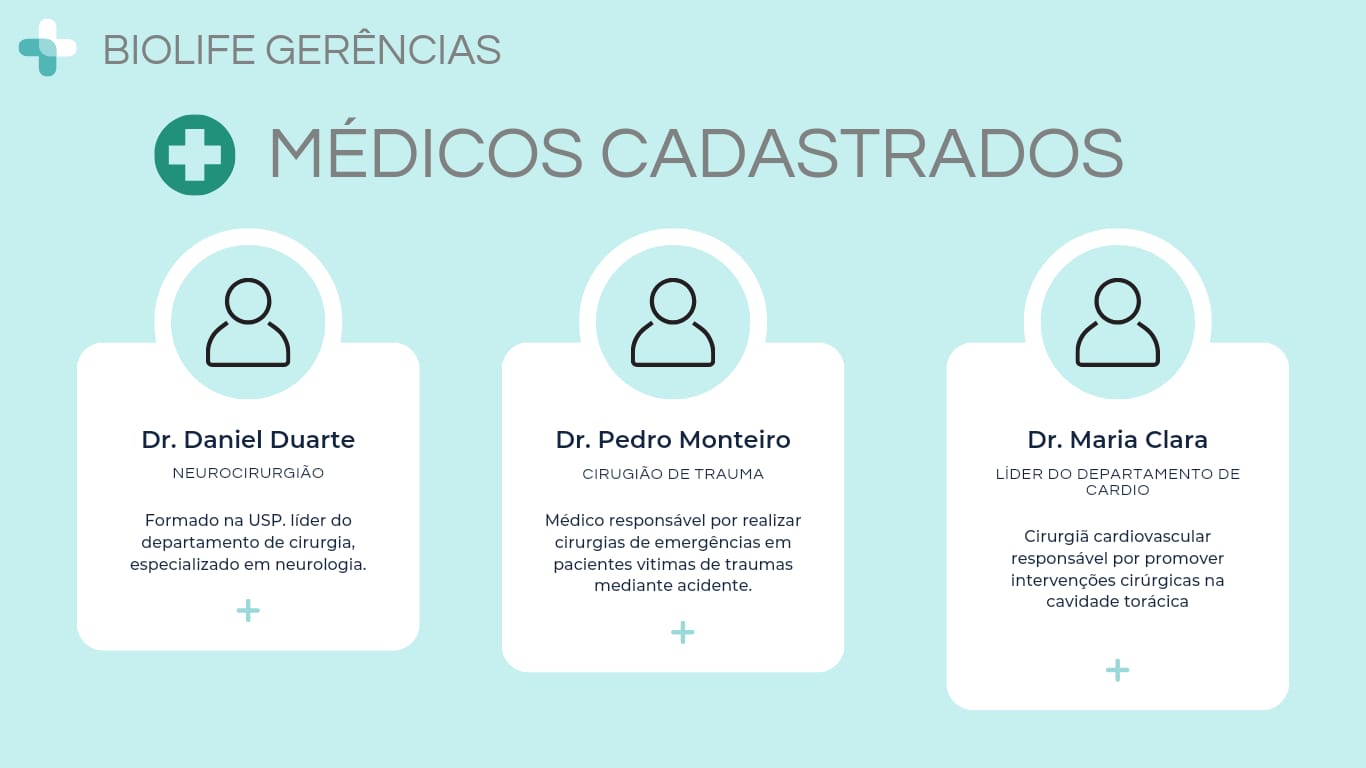 BIOLIFE GERÊNCIAS
MÉDICOS CADASTRADOS
Dr. Daniel Duarte
NEUROCIRURGIÃO
Formado na USP. líder do
departamento de cirurgia,
especializado em neurologia.
Dr. Pedro Monteiro
CIRUGIÃO DE TRAUMA
Médico responsável por realizar
cirurgias de emergências em
pacientes vitimas de traumas
mediante acidente.
Dr. Maria Clara
LÍDER DO DEPARTAMENTO DE
CARDIO
Cirurgiã cardiovascular
responsável por promover
intervenções cirúrgicas na
cavidade torácica